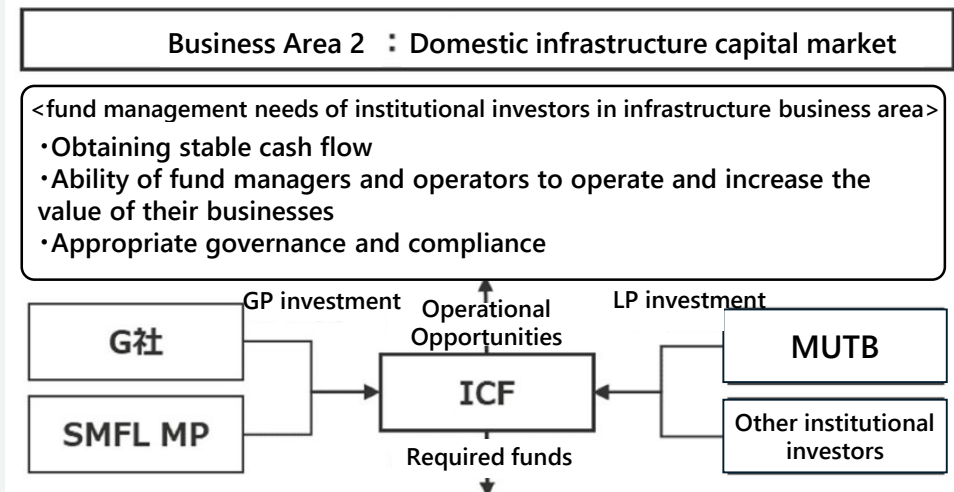 Business Area 2 ：Domestic infrastructure capital market
<fund management needs of institutional investors in infrastructure business area>
・Obtaining stable cash flow
・Ability of fund managers and operators to operate and increase the
value of their businesses
・Appropriate governance and compliance
GP investment
Operational
Opportunities
LP investment
G社
SMFL MP
ICF
MUTB
Other institutional
investors
Required funds